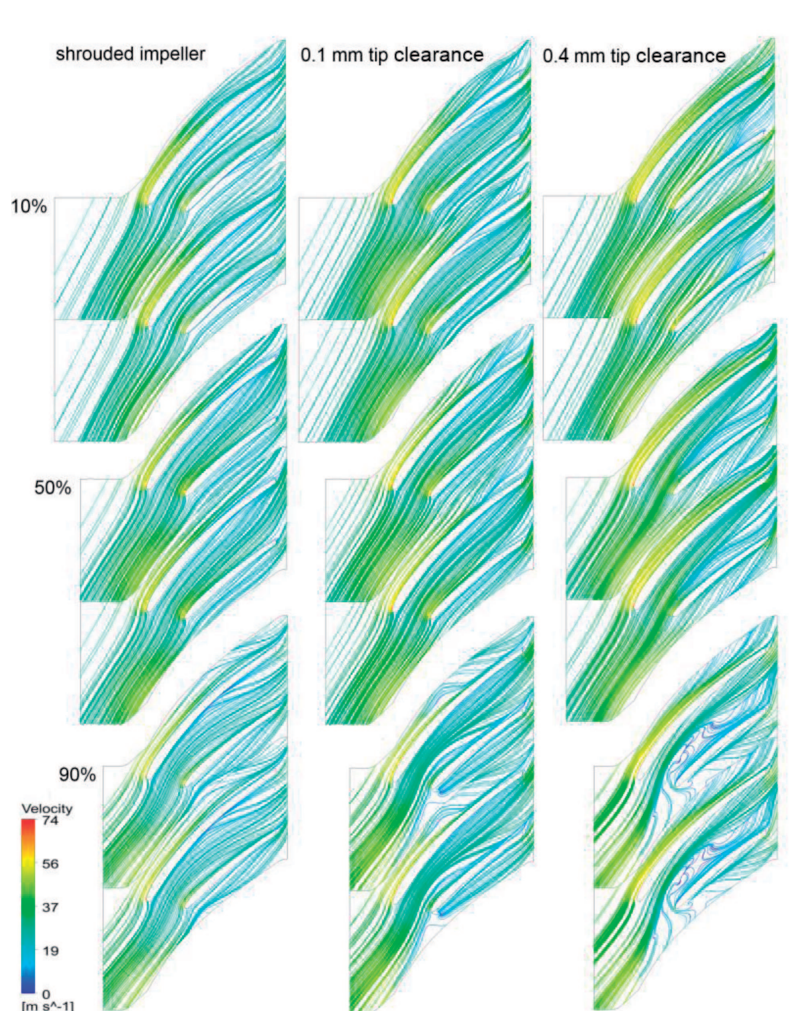 shrouded impeller
0.1 mm tip clearance
0.4 mm tip clearance
10%
50%
90%
Velocity
74
56
37
19
0
[m s^-1]